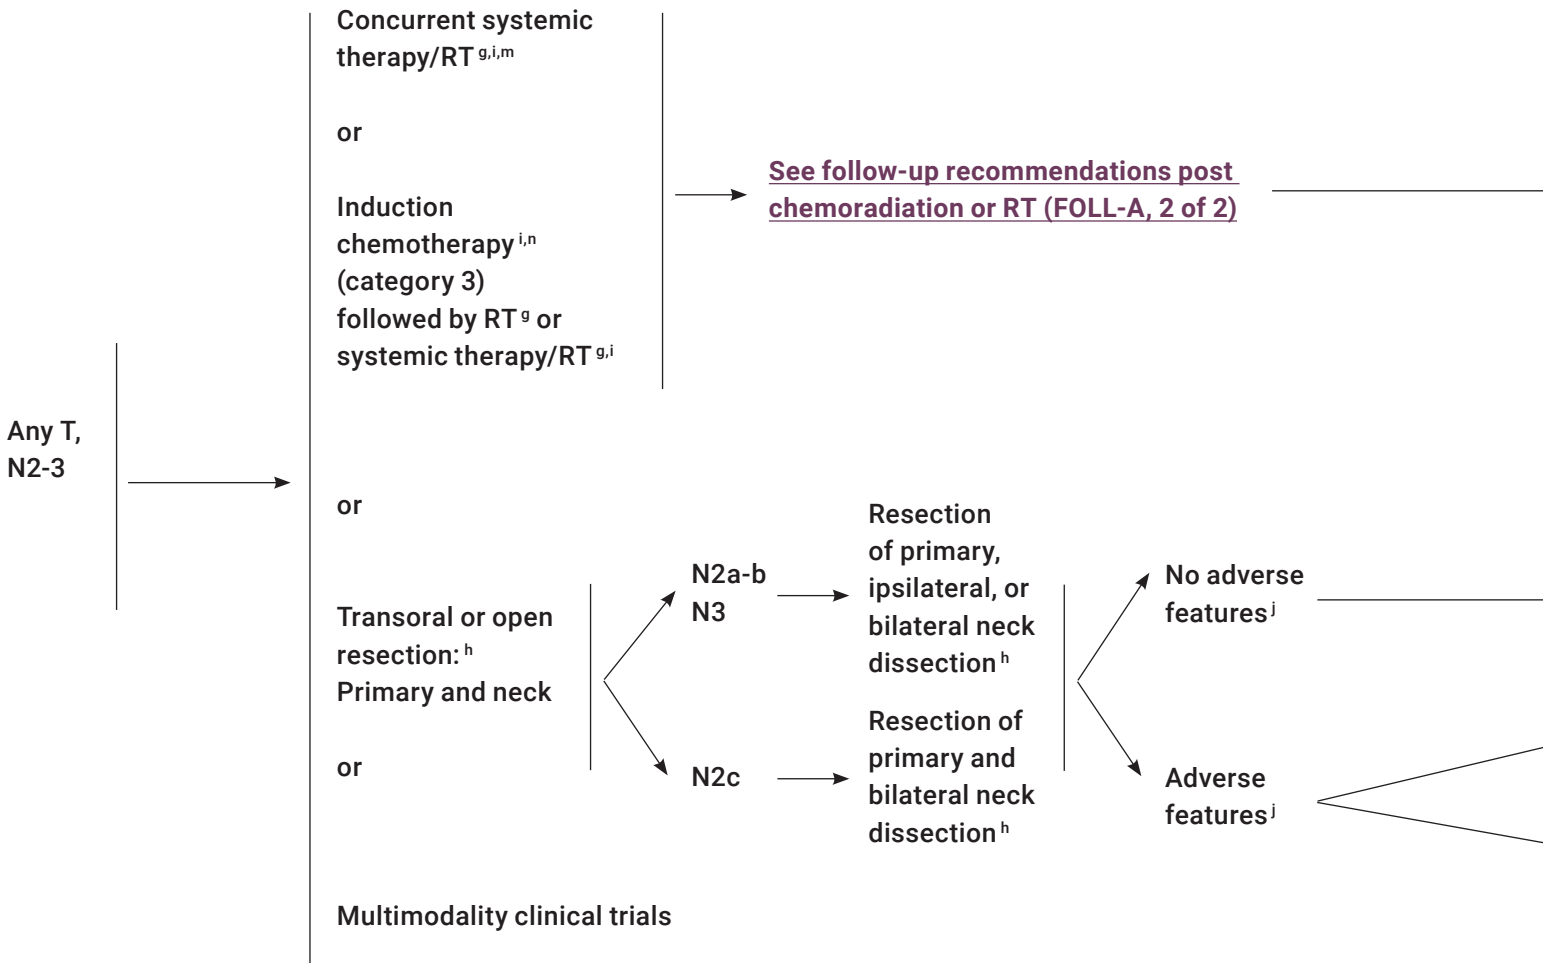 Concurrent systemic
therapy/RT g,i,m
or
Induction
chemotherapy i,n
(category 3)
followed by RT g or
systemic therapy/RT g,i
See follow-up recommendations post
chemoradiation or RT (FOLL-A, 2 of 2)
Any T,
N2-3
or
Transoral or open
resection: h
Primary and neck
or
N2a-b
N3
N2c
Resection
of primary,
ipsilateral, or
bilateral neck
dissection h
Resection of
primary and
bilateral neck
dissection h
No adverse
features j
Adverse
features j
Multimodality clinical trials